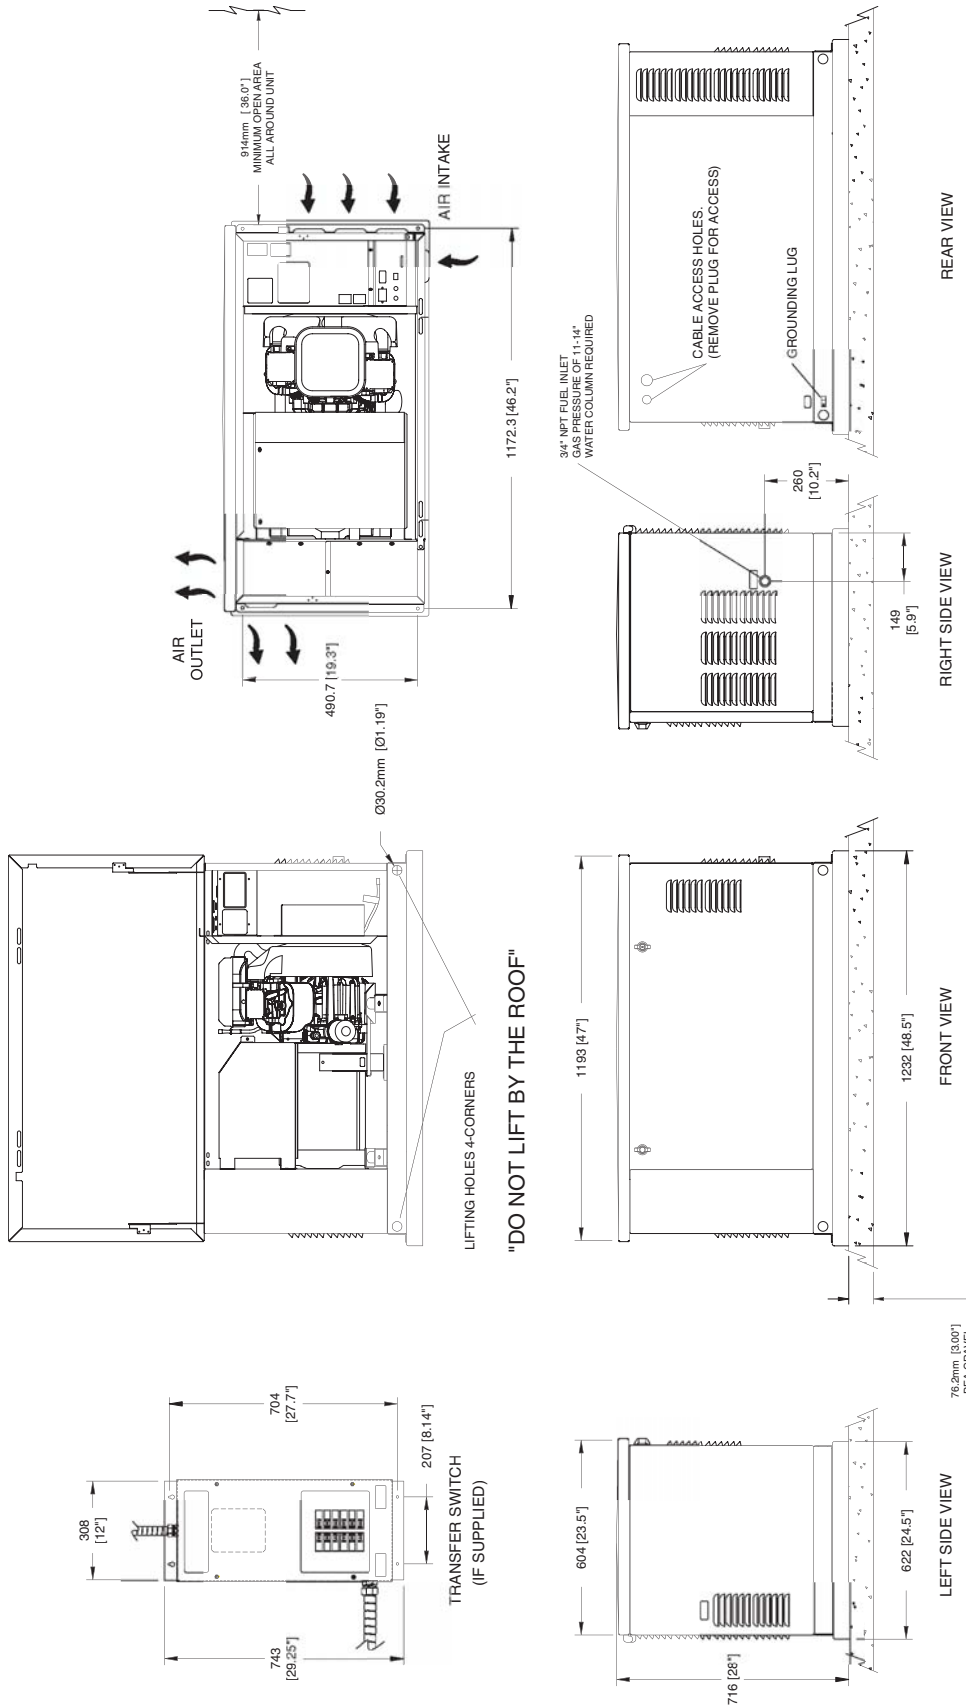 914mm [ 36.0" ]
MINIMUM OPEN AREA
ALL AROUND UNIT
AIR INTAKE
1172.3 [46.2"]
AIR
OUTLET
490.7 [19.3"]
Ø30.2mm [Ø1.19"]
LIFTING HOLES 4-CORNERS
"DO NOT LIFT BY THE ROOF"
704
[27.7"]
308
[12"]
207 [8.14"]
743
[29.25"]
TRANSFER SWITCH
(IF SUPPLIED)
CABLE ACCESS HOLES.
(REMOVE PLUG FOR ACCESS)
GROUNDING LUG
REAR VIEW
3/4" NPT FUEL INLET
GAS PRESSURE OF 11-14"
WATER COLUMN REQUIRED
260
[10.2"]
149
[5.9"]
RIGHT SIDE VIEW
1193 [47"]
1232 [48.5"]
FRONT VIEW
76.2mm [3.00"]
604 [23.5"]
622 [24.5"]
716 [28"]
LEFT SIDE VIEW